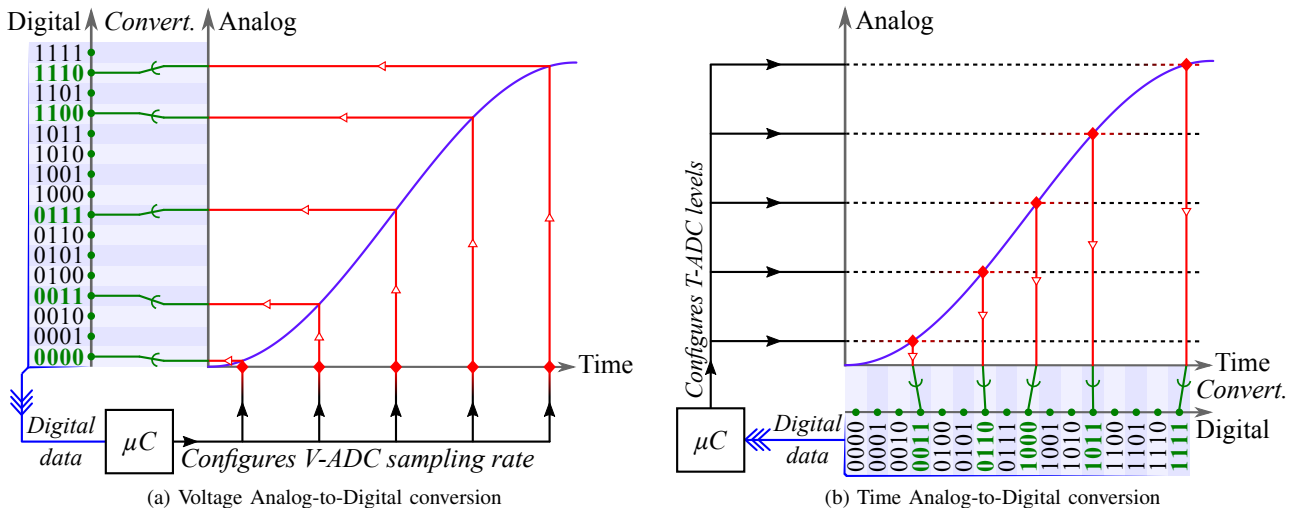 Digital Convert. Analog
1111
1110
1101
1100
1011
1010
1001
1000
0111
0110
0101
0100
0011
0010
0001
0000
Time
Digital
data
μC
Configures V-ADC sampling rate
(a) Voltage Analog-to-Digital conversion
Analog
Configures T-ADC levels
Time
Convert.
Digital
μC
Digital
data
0000
0001
0010
0011
0100
0101
0110
0111
1000
1001
1010
1011
1100
1101
1110
1111
(b) Time Analog-to-Digital conversion